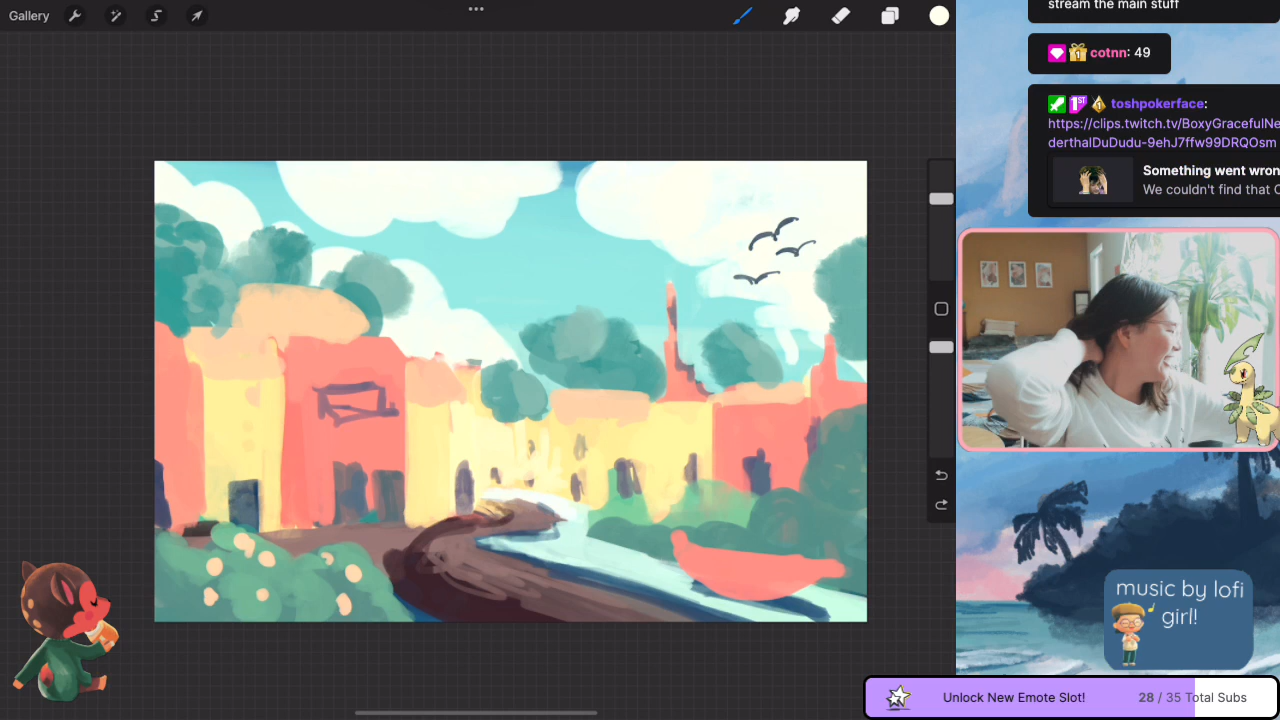 Gallery
stream the main stuff
cotnn: 49
1ST
toshpokerface:
https://clips.twitch.tv/BoxyGracefulNe
derthalDuDudu-9ehJ7ffw99DRQOsm
Something went wron
We couldn't find that C
music by lofi
girl!
Unlock New Emote Slot! 28 / 35 Total Subs